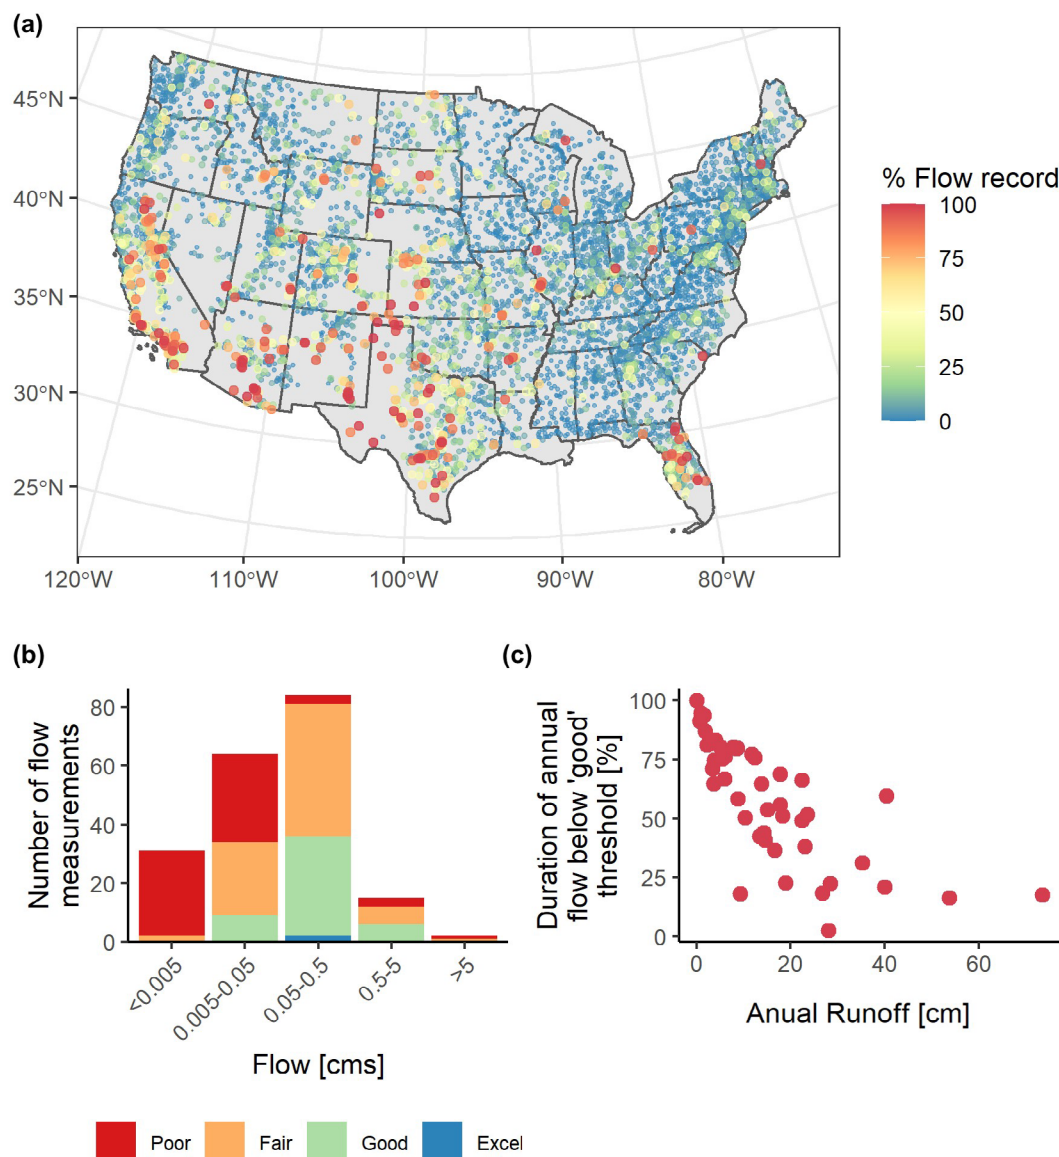 (a)
45°N
40°N
35°N
30°N
25°N
120°W
110°W
100°W
90°W
80°W
% Flow record
100
75
50
25
0
(b)
Number of flow
measurements
80
60
40
20
0
<0.005
0.005-0.05
0.05-0.5
0.5-5
>5
Flow [cms]
Poor
Fair
Good
Excel
(c)
Duration of annual
flow below 'good'
threshold [%]
100
75
50
25
0
0
20
40
60
Anual Runoff [cm]